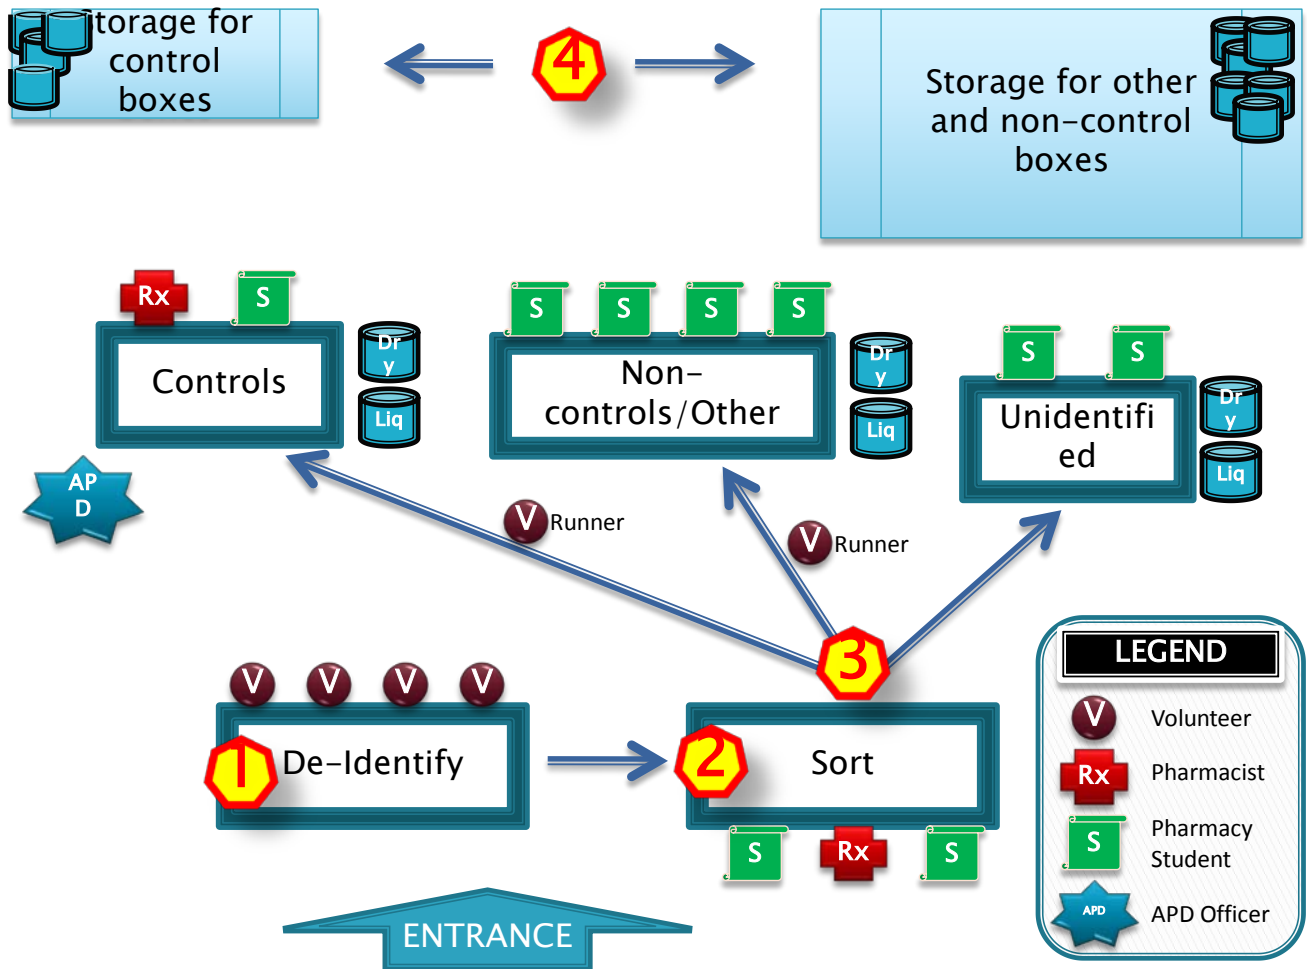 Storage for
control
boxes
4
Storage for other
and non-control
boxes
Rx
S
Controls
Dr
y
Liq
AP
D
S
S
S
S
Non-
controls/Other
Dr
y
Liq
S
S
Unidentifi
ed
Dr
y
Liq
V Runner
V Runner
3
V
V
V
V
1
De-Identify
2
Sort
S
Rx
S
ENTRANCE
LEGEND
V Volunteer
Rx Pharmacist
S Pharmacy
Student
APD APD Officer